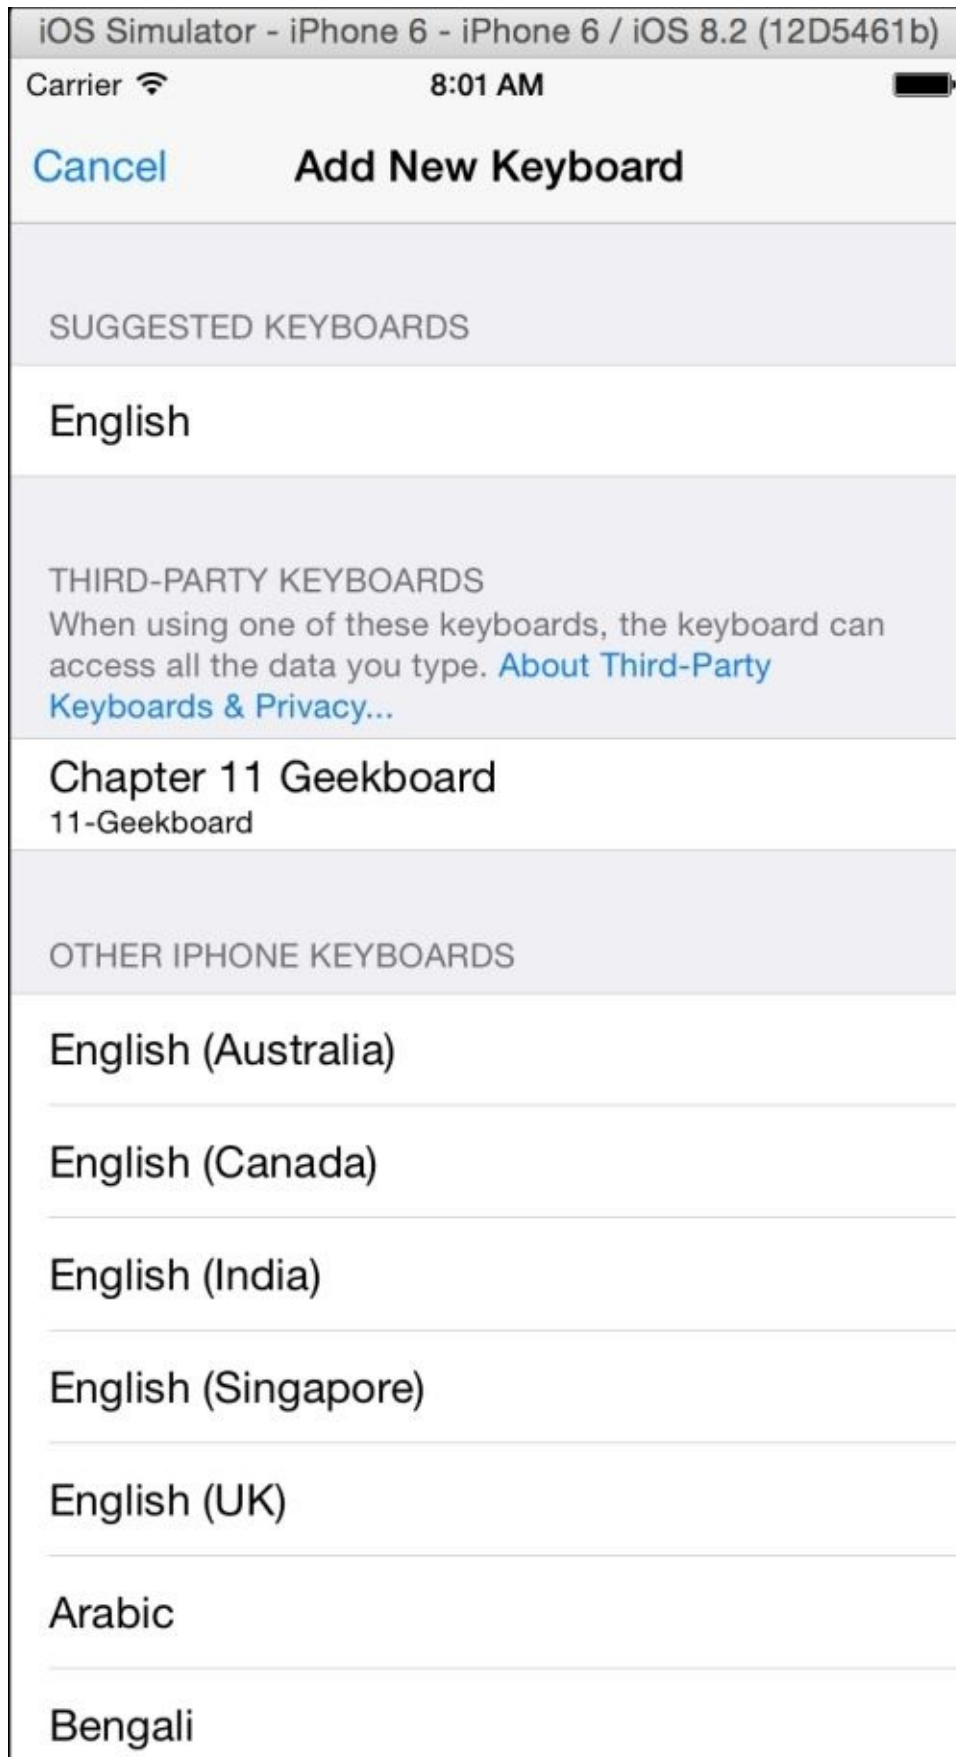 iOS Simulator - iPhone 6 - iPhone 6 / iOS 8.2 (12D5461b)
Carrier 8:01 AM
Cancel Add New Keyboard
SUGGESTED KEYBOARDS
English
THIRD-PARTY KEYBOARDS
When using one of these keyboards, the keyboard can
access all the data you type. About Third-Party
Keyboards & Privacy...
Chapter 11 Geekboard
11-Geekboard
OTHER IPHONE KEYBOARDS
English (Australia)
English (Canada)
English (India)
English (Singapore)
English (UK)
Arabic
Bengali